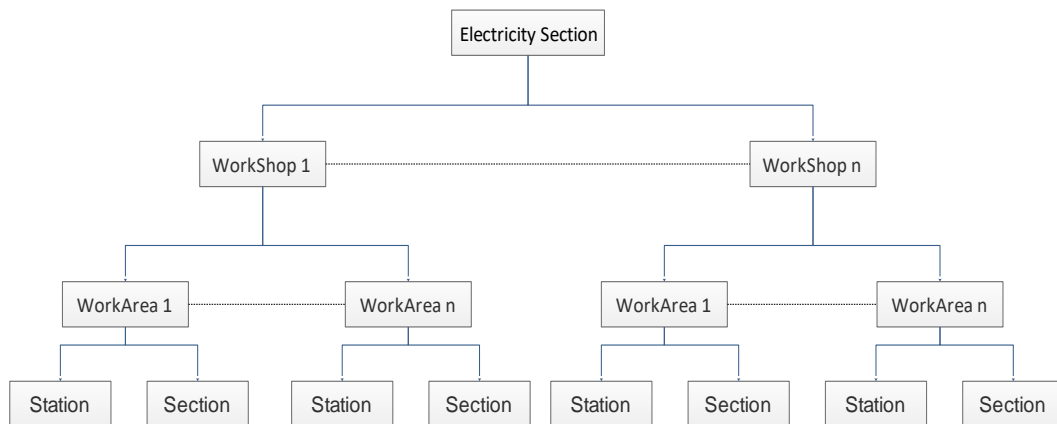 Electricity Section
WorkShop 1
WorkShop n
WorkArea 1
WorkArea n
WorkArea 1
WorkArea n
Station
Section
Station
Section
Station
Section
Station
Section